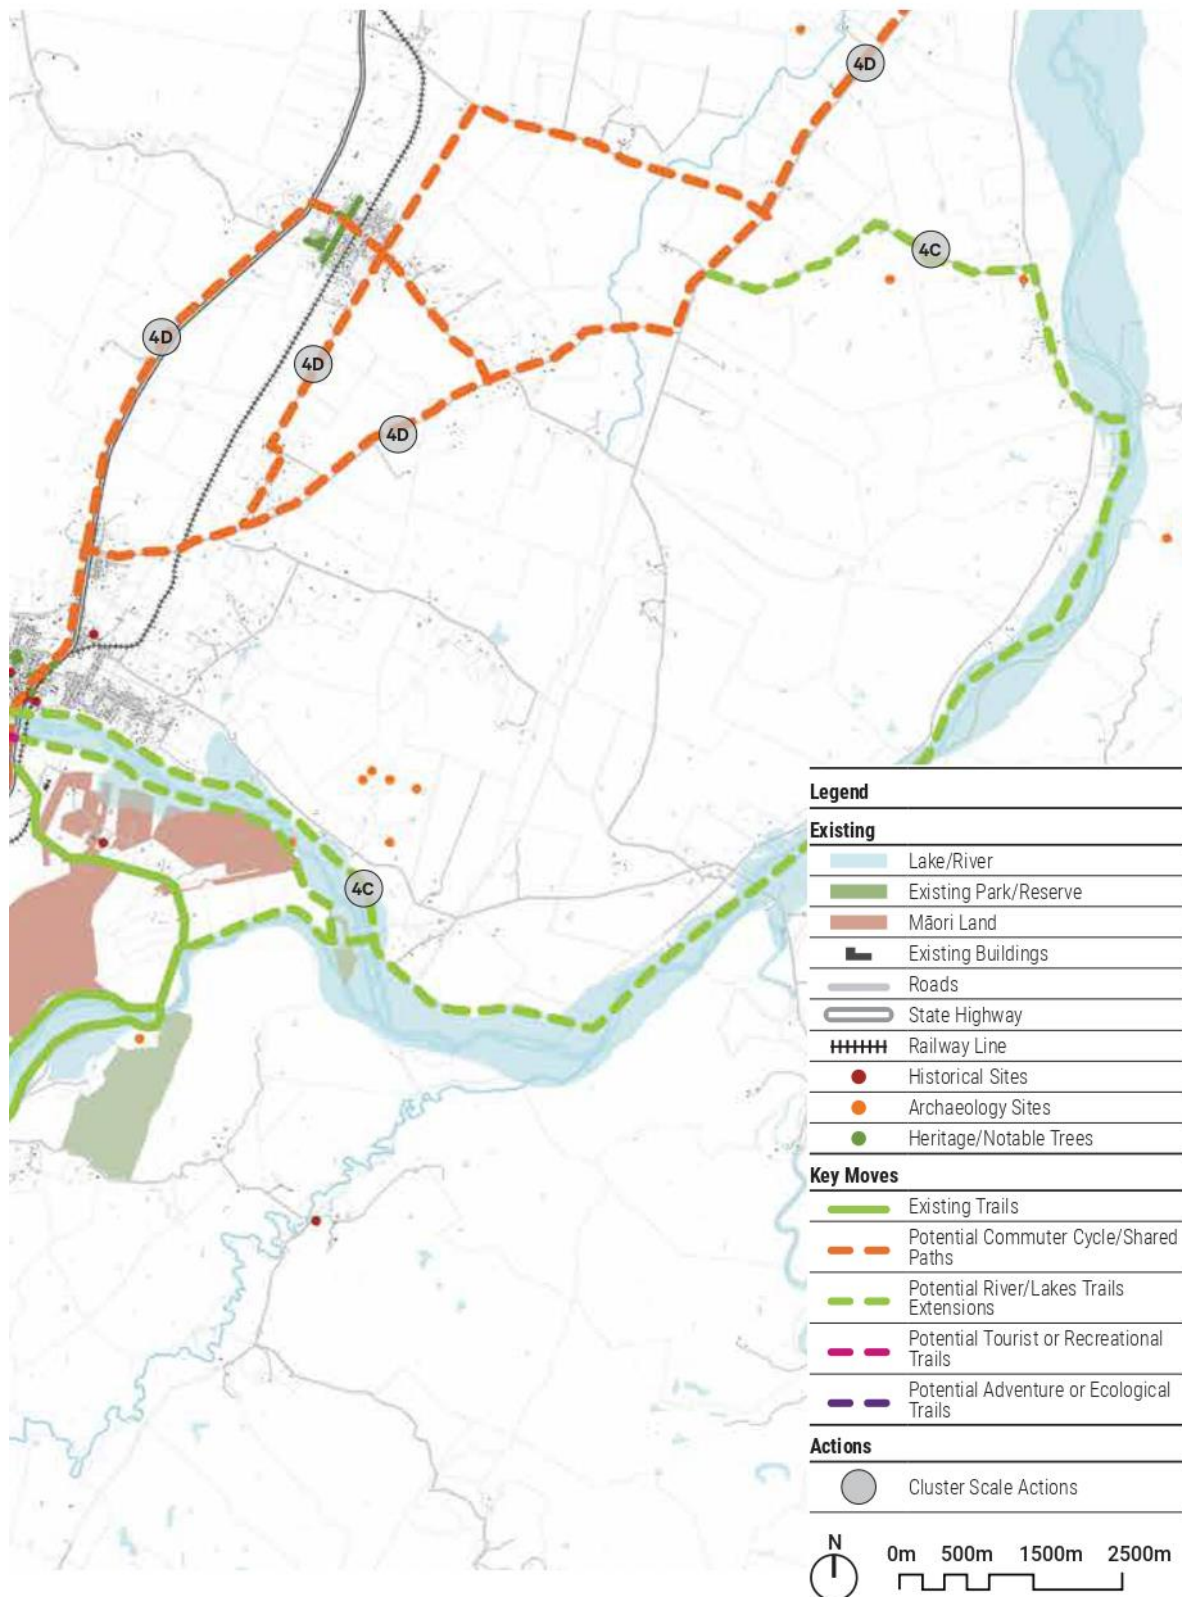 4D
4C
4D
4D
4D
4C
Legend
Existing
Lake/River
Existing Park/Reserve
Māori Land
Existing Buildings
Roads
State Highway
Railway Line
Historical Sites
Archaeology Sites
Heritage/Notable Trees
Key Moves
Existing Trails
Potential Commuter Cycle/Shared
Paths
Potential River/Lakes Trails
Extensions
Potential Tourist or Recreational
Trails
Potential Adventure or Ecological
Trails
Actions
Cluster Scale Actions
N
0m 500m 1500m 2500m